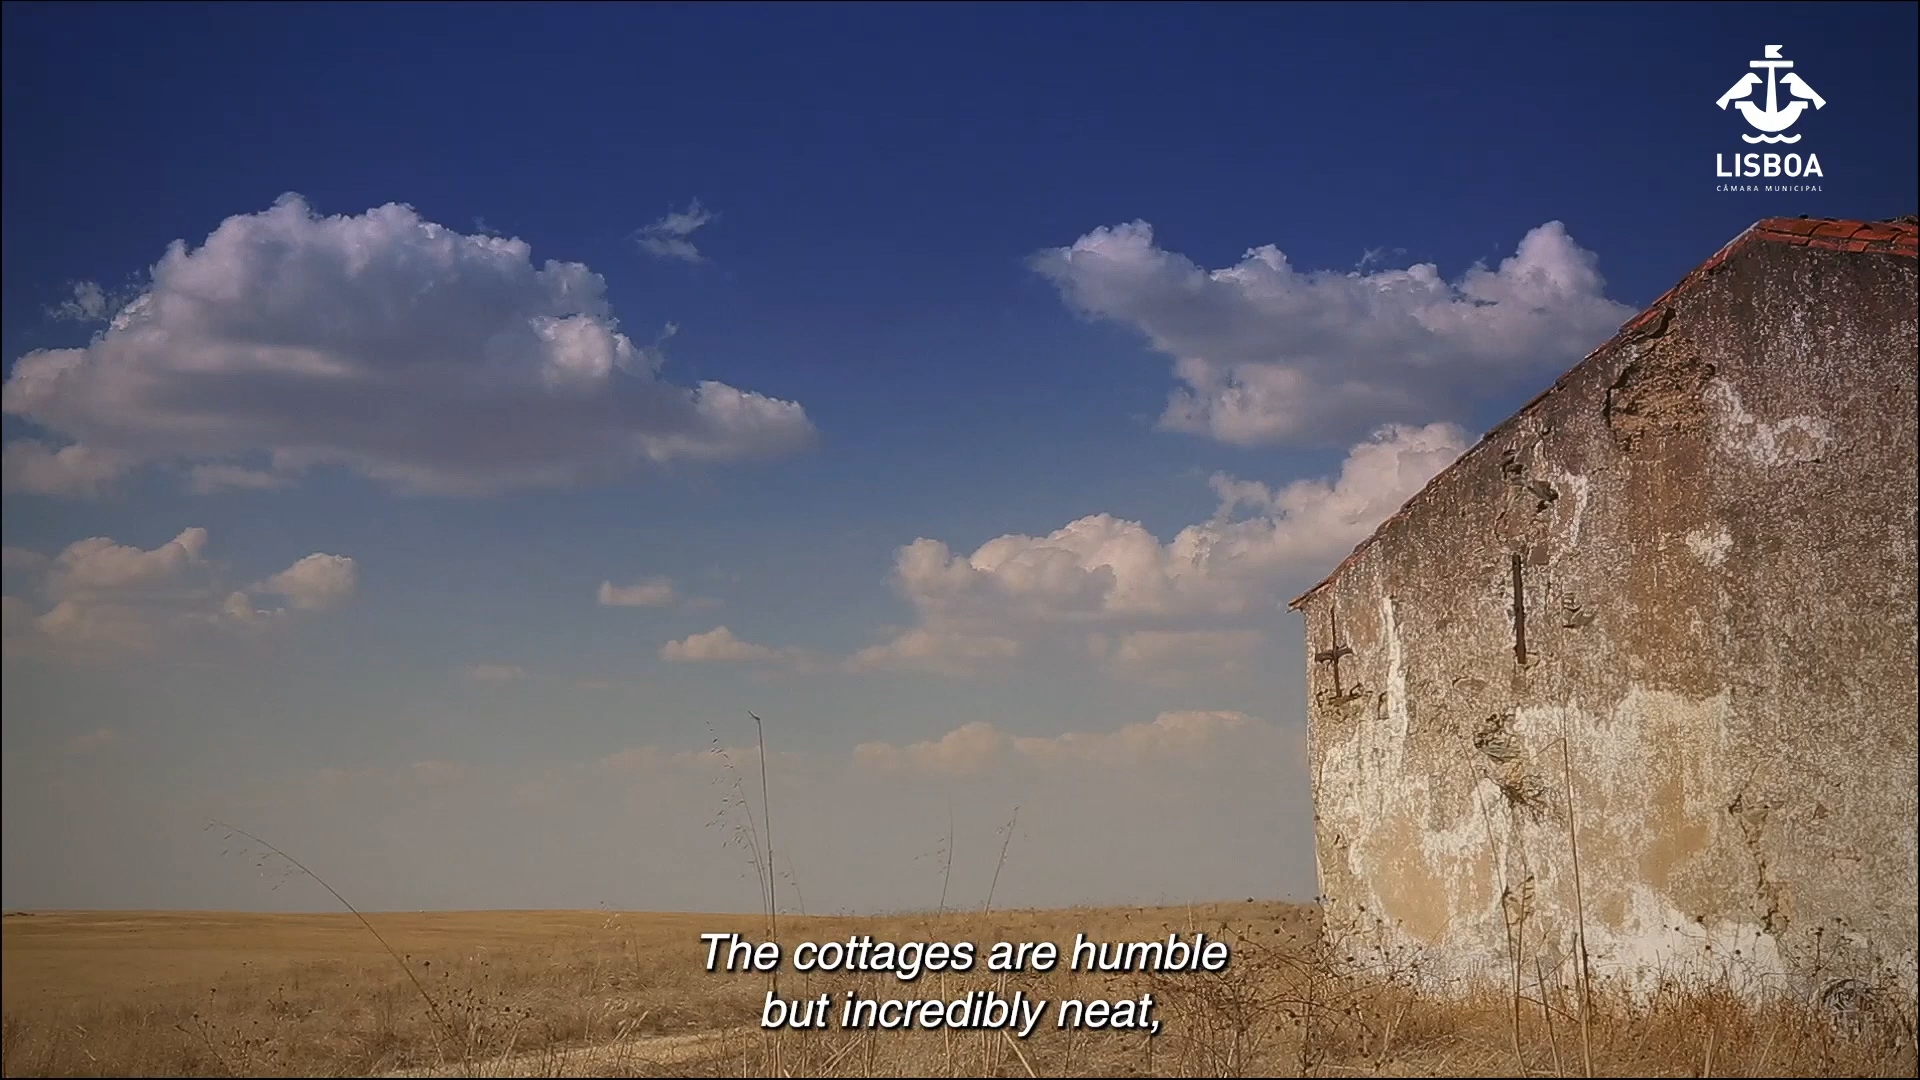 LISBOA
CÂMARA MUNICIPAL
The cottages are humble
but incredibly neat,